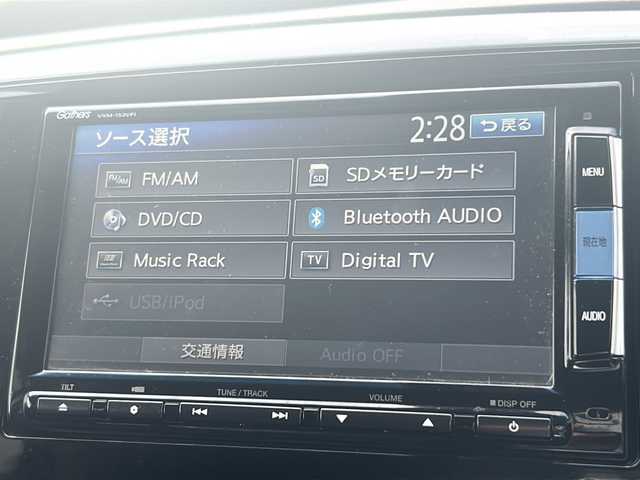 Gathers
ソース選択 2:28 戻る
FM/AM SDメモリーカード MENU
DVD/CD Bluetooth AUDIO
現在地
Music Rack TV Digital TV
USB/iPod AUDIO
交通情報 Audio OFF
TILT TUNE / TRACK VOLUME DISP OFF